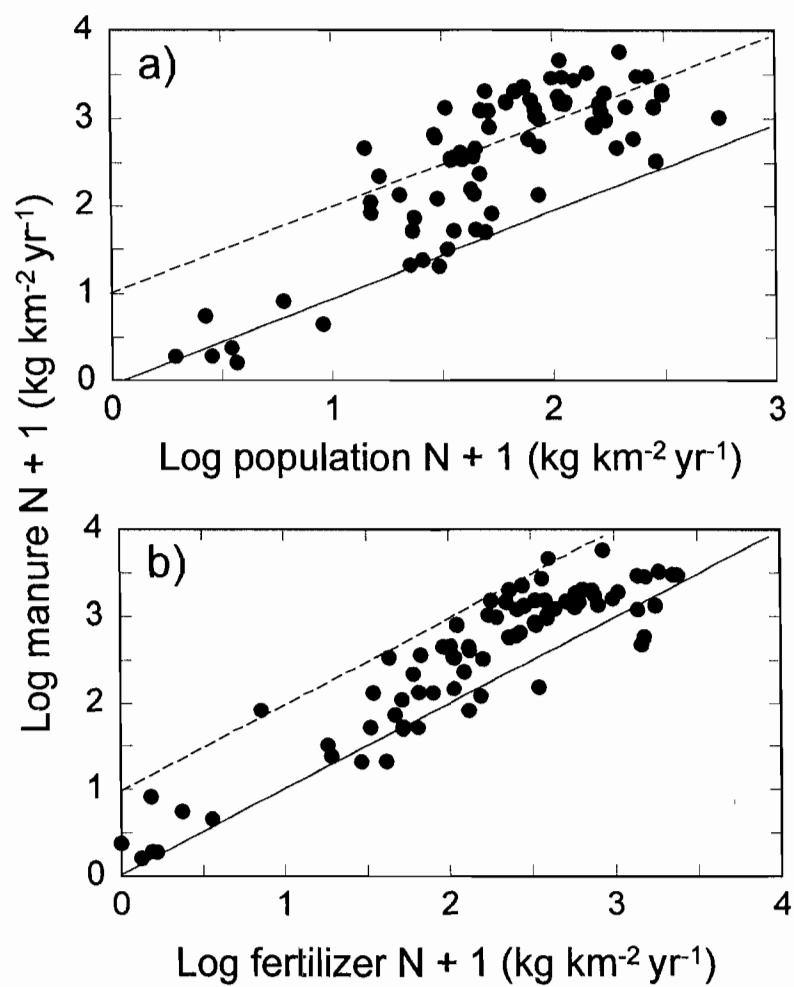 a)
4
3
2
1
0
0 1 2 3
Log population N + 1 (kg km⁻² yr⁻¹)
Log manure N + 1 (kg km⁻² yr⁻¹)
b)
4
3
2
1
0
0 1 2 3 4
Log fertilizer N + 1 (kg km⁻² yr⁻¹)